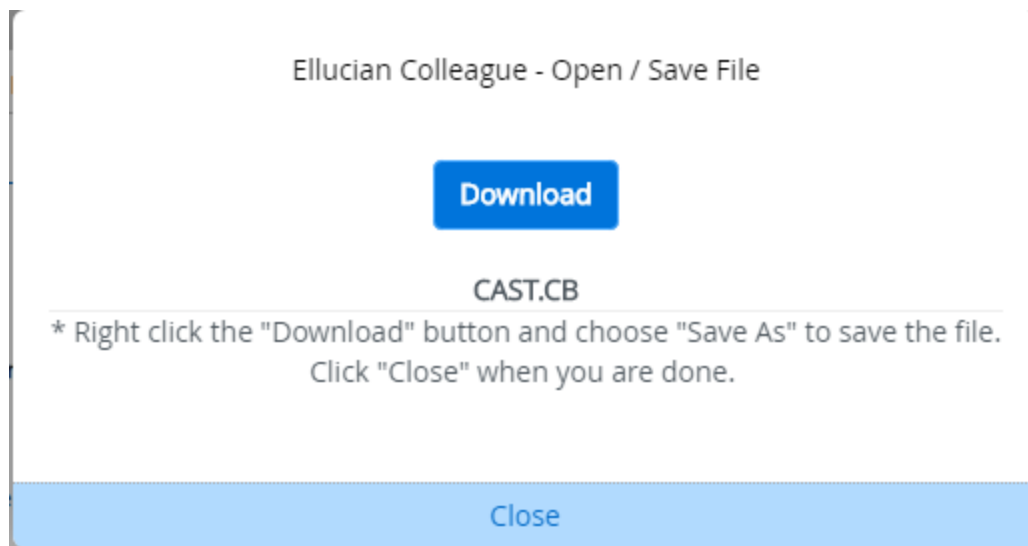 Ellucian Colleague - Open / Save File
Download
CAST.CB
* Right click the "Download" button and choose "Save As" to save the file.
Click "Close" when you are done.
Close